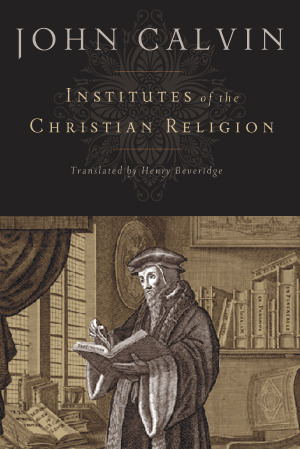 JOHN CALVIN
INSTITUTES of the
CHRISTIAN RELIGION
Translated by Henry Beveridge